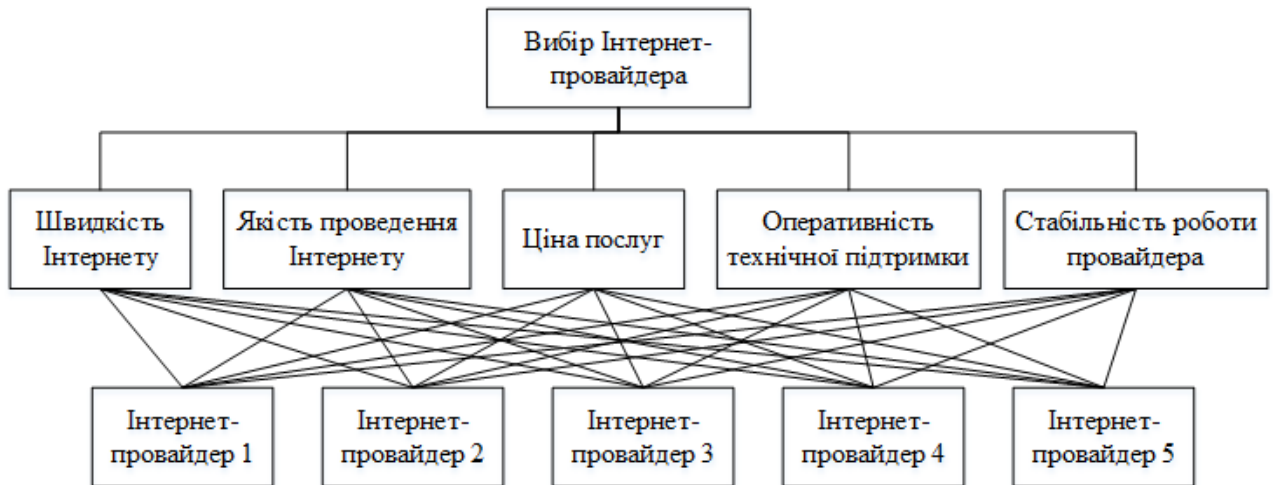 Вибір Інтернет-
провайдера
Швидкість
Інтернету
Якість проведення
Інтернету
Ціна послуг
Оперативність
технічної підтримки
Стабільність роботи
провайдера
Інтернет-
провайдер 1
Інтернет-
провайдер 2
Інтернет-
провайдер 3
Інтернет-
провайдер 4
Інтернет-
провайдер 5